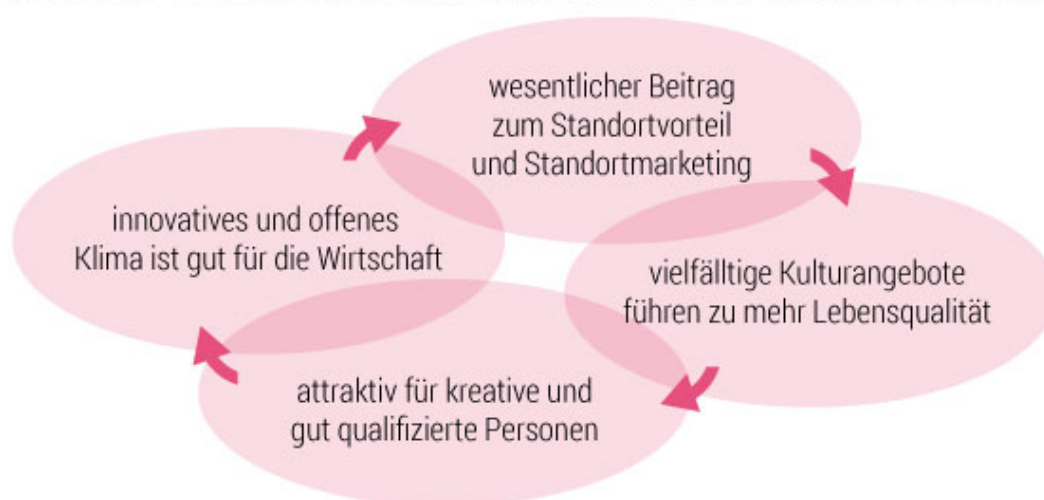 wesentlicher Beitrag
zum Standortvorteil
und Standortmarketing
vielfälltige Kulturangebote
führen zu mehr Lebensqualität
attraktiv für kreative und
gut qualifizierte Personen
innovatives und offenes
Klima ist gut für die Wirtschaft